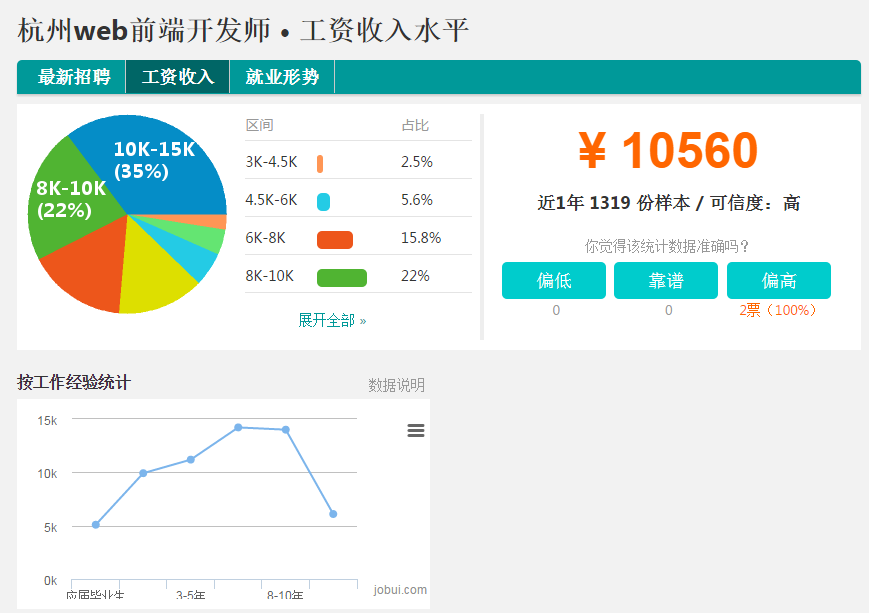 杭州web前端开发师 • 工资收入水平
最新招聘 工资收入 就业形势
10K-15K
(35%)
8K-10K
(22%)
区间 占比
3K-4.5K 2.5%
4.5K-6K 5.6%
6K-8K 15.8%
8K-10K 22%
展开全部 »
¥ 10560
近1年 1319 份样本 / 可信度：高
你觉得该统计数据准确吗？
偏低 靠谱 偏高
0 0 2票（100%）
按工作经验统计 数据说明
15k
10k
5k
0k
应届毕业生 3-5年 8-10年
jobui.com